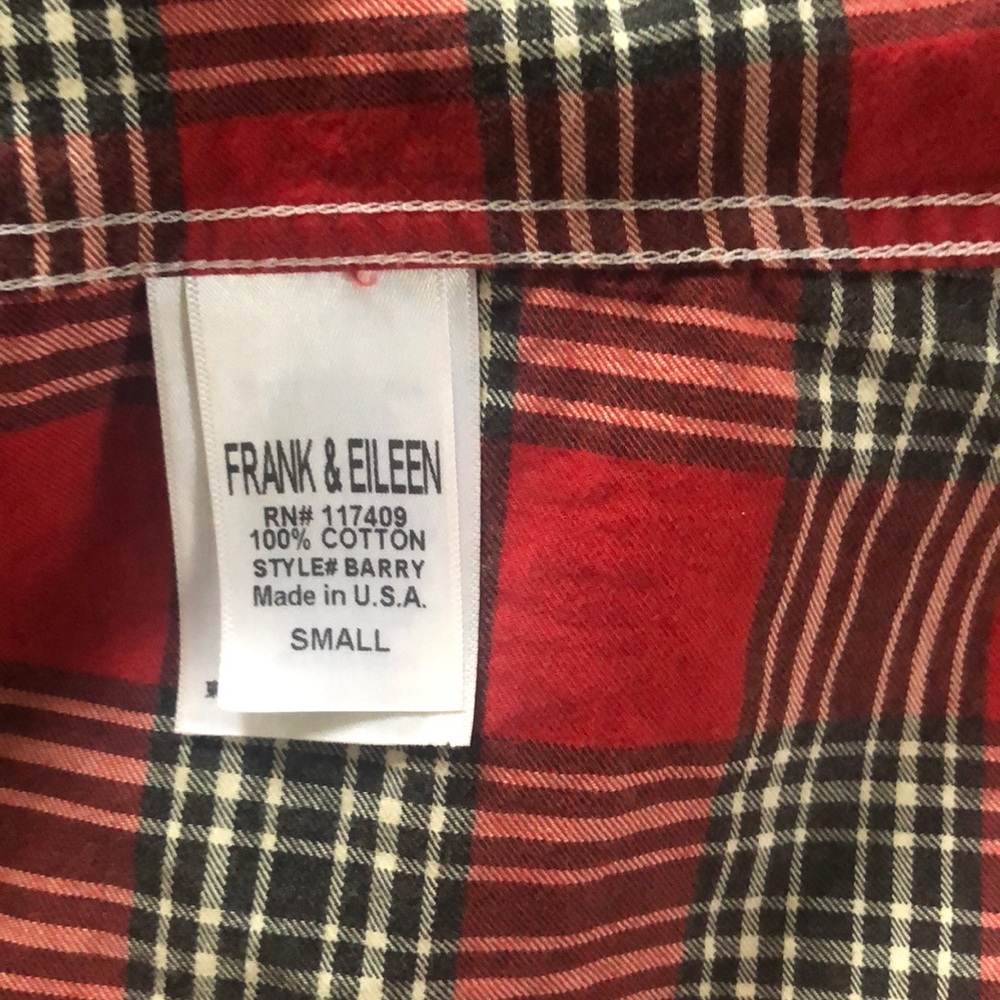 FRANK & EILEEN
RN# 117409
100% COTTON
STYLE# BARRY
Made in U.S.A.
SMALL